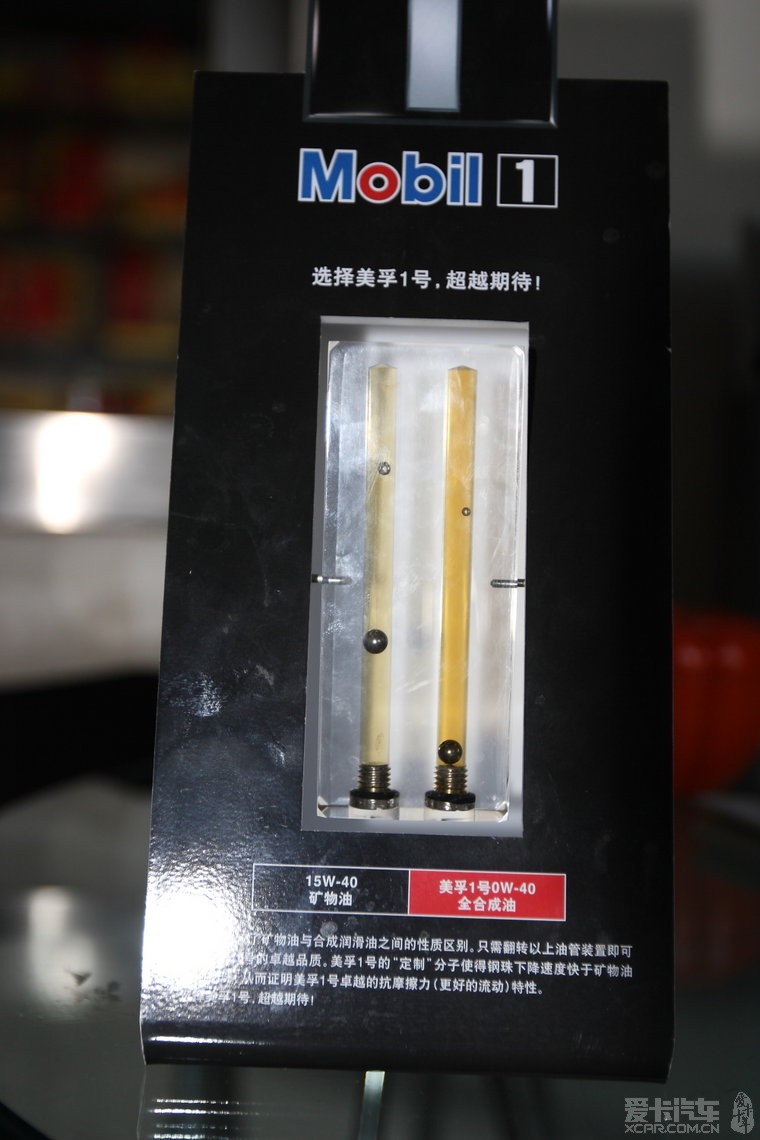 Mobil 1
选择美孚1号,超越期待!
15W-40
矿物油
美孚1号0W-40
全合成油
矿物油与合成润滑油之间的性质区别。只需翻转以上油管装置即可
的卓越品质。美孚1号的"定制"分子使得钢珠下降速度快于矿物油
从而证明美孚1号卓越的抗摩擦力(更好的流动)特性。
孚1号,超越期待!
爱卡汽车
XCAR.COM.CN